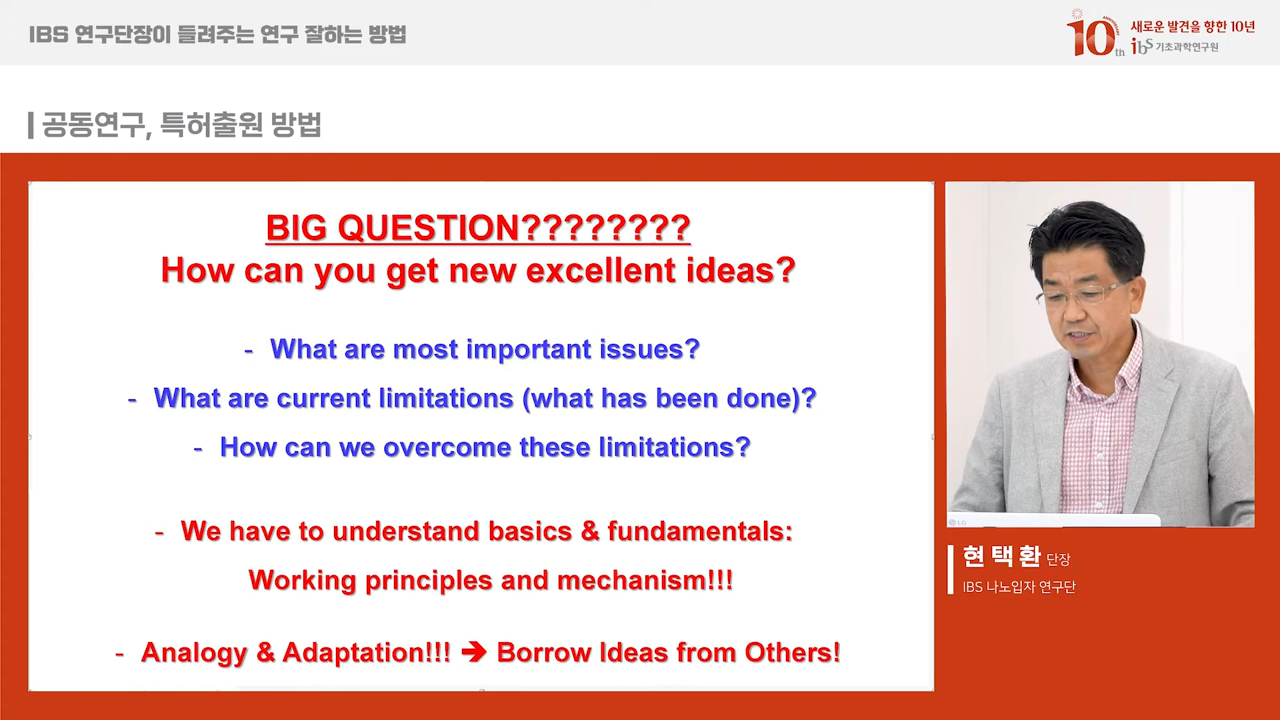 IBS 연구단장이 들려주는 연구 잘하는 방법
10th
ANNIVERSARY
새로운 발견을 향한 10년
ibs 기초과학연구원
공동연구, 특허출원 방법
BIG QUESTION????????
How can you get new excellent ideas?
- What are most important issues?
- What are current limitations (what has been done)?
- How can we overcome these limitations?
- We have to understand basics & fundamentals:
Working principles and mechanism!!!
- Analogy & Adaptation!!! ➔ Borrow Ideas from Others!
LG
현택환 단장
IBS 나노입자 연구단